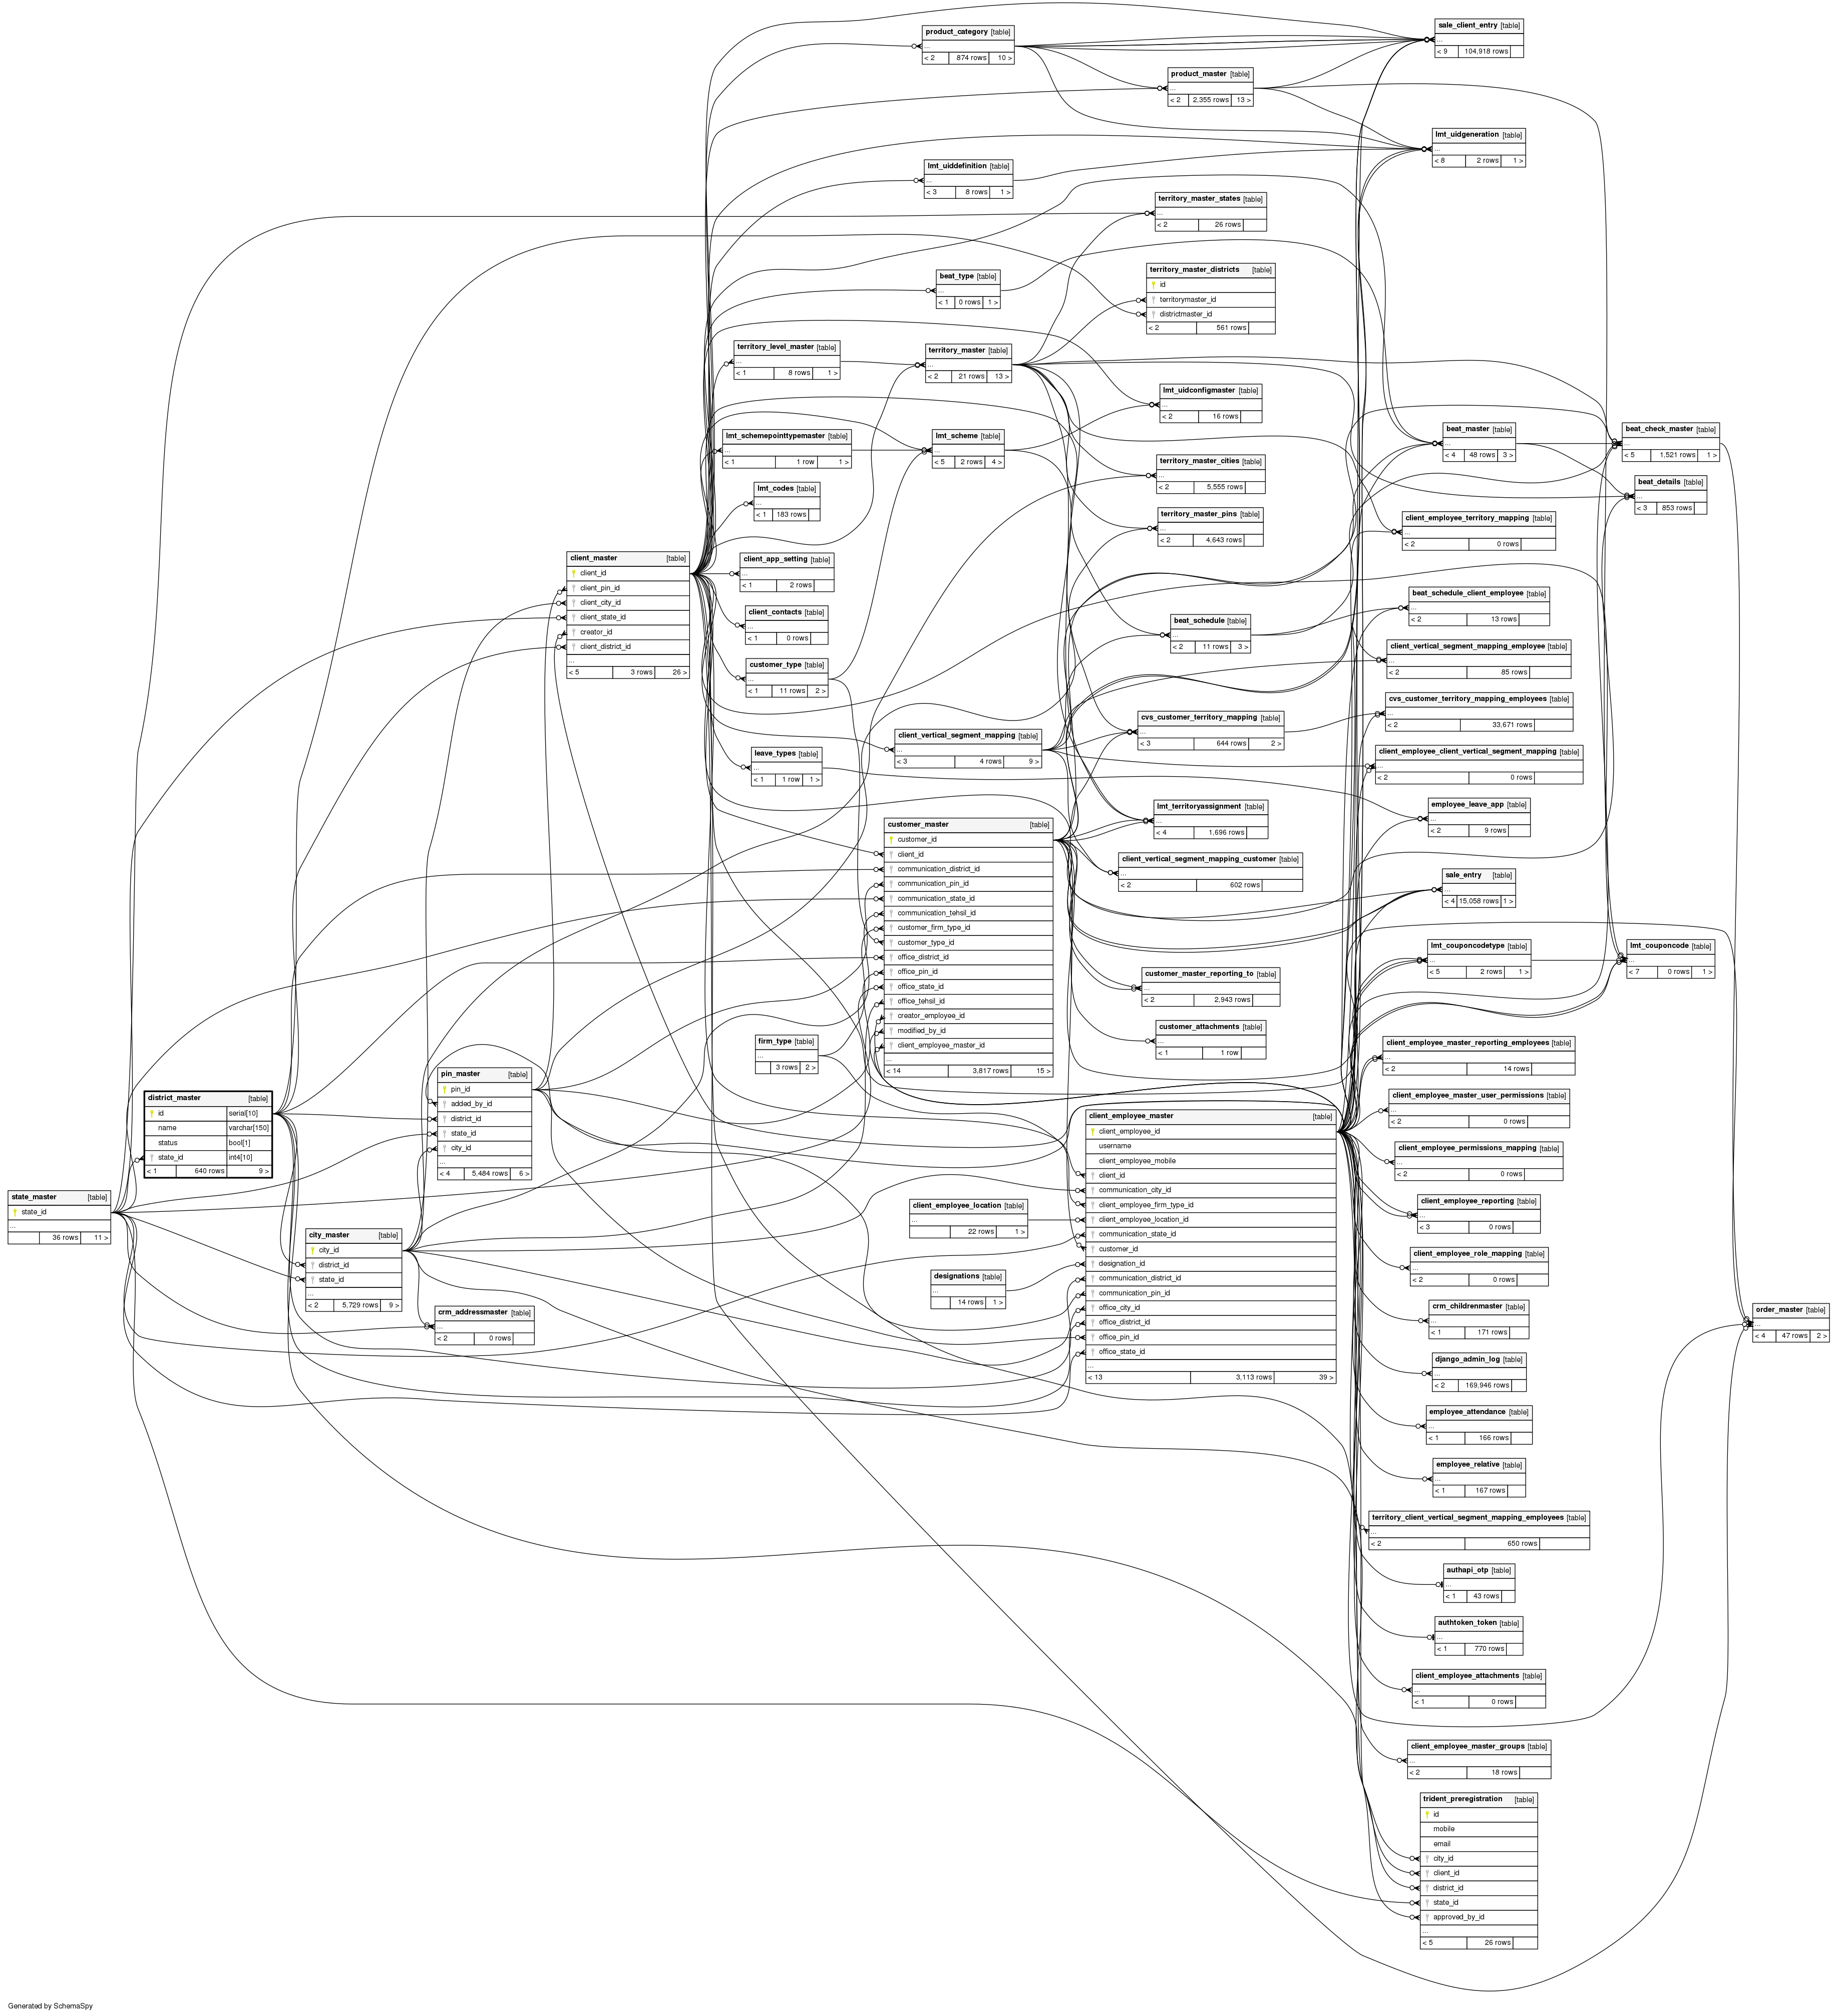 product_category [table]
...
< 2 874 rows 10 >
sale_client_entry [table]
...
< 9 104,918 rows
product_master [table]
...
< 2 2,355 rows 13 >
lmt_uidgeneration [table]
...
< 8 2 rows 1 >
lmt_uiddefinition [table]
...
< 3 8 rows 1 >
territory_master_states [table]
...
< 2 26 rows
beat_type [table]
...
< 1 0 rows 1 >
territory_master_districts [table]
id
territorymaster_id
districtmaster_id
< 2 561 rows
territory_level_master [table]
...
< 1 8 rows 1 >
territory_master [table]
...
< 2 21 rows 13 >
lmt_uidconfigmaster [table]
...
< 2 16 rows
lmt_schemepointtypemaster [table]
...
< 1 1 row 1 >
lmt_scheme [table]
...
< 5 2 rows 4 >
beat_master [table]
...
< 4 48 rows 3 >
beat_check_master [table]
...
< 5 1,521 rows 1 >
territory_master_cities [table]
...
< 2 5,555 rows
beat_details [table]
...
< 3 853 rows
lmt_codes [table]
...
< 1 183 rows
territory_master_pins [table]
...
< 2 4,643 rows
client_employee_territory_mapping [table]
...
< 2 0 rows
client_master [table]
client_id
client_pin_id
client_city_id
client_state_id
creator_id
client_district_id
...
< 5 3 rows 26 >
client_app_setting [table]
...
< 1 2 rows
client_contacts [table]
...
< 1 0 rows
customer_type [table]
...
< 1 11 rows 2 >
beat_schedule [table]
...
< 2 11 rows 3 >
beat_schedule_client_employee [table]
...
< 2 13 rows
client_vertical_segment_mapping_employee [table]
...
< 2 85 rows
cvs_customer_territory_mapping_employees [table]
...
< 2 33,671 rows
cvs_customer_territory_mapping [table]
...
< 3 644 rows 2 >
client_vertical_segment_mapping [table]
...
< 3 4 rows 9 >
leave_types [table]
...
< 1 1 row 1 >
client_employee_client_vertical_segment_mapping [table]
...
< 2 0 rows
lmt_territoryassignment [table]
...
< 4 1,696 rows
employee_leave_app [table]
...
< 2 9 rows
customer_master [table]
customer_id
client_id
communication_district_id
communication_pin_id
communication_state_id
communication_tehsil_id
customer_firm_type_id
customer_type_id
office_district_id
office_pin_id
office_state_id
office_tehsil_id
creator_employee_id
modified_by_id
client_employee_master_id
...
< 14 3,817 rows 15 >
client_vertical_segment_mapping_customer [table]
...
< 2 602 rows
sale_entry [table]
...
< 4 15,058 rows 1 >
lmt_couponcodetype [table]
...
< 5 2 rows 1 >
lmt_couponcode [table]
...
< 7 0 rows 1 >
customer_master_reporting_to [table]
...
< 2 2,943 rows
customer_attachments [table]
...
< 1 1 row
firm_type [table]
...
3 rows 2 >
client_employee_master_reporting_employees [table]
...
< 2 14 rows
pin_master [table]
pin_id
added_by_id
district_id
state_id
city_id
...
< 4 5,484 rows 6 >
district_master [table]
id serial[10]
name varchar[150]
status bool[1]
state_id int4[10]
< 1 640 rows 9 >
client_employee_master_user_permissions [table]
...
< 2 0 rows
client_employee_master [table]
client_employee_id
username
client_employee_mobile
client_id
communication_city_id
client_employee_firm_type_id
client_employee_location_id
communication_state_id
customer_id
designation_id
communication_district_id
communication_pin_id
office_city_id
office_district_id
office_pin_id
office_state_id
...
< 13 3,113 rows 39 >
client_employee_permissions_mapping [table]
...
< 2 0 rows
state_master [table]
state_id
...
36 rows 11 >
client_employee_location [table]
...
22 rows 1 >
client_employee_reporting [table]
...
< 3 0 rows
city_master [table]
city_id
district_id
state_id
...
< 2 5,729 rows 9 >
client_employee_role_mapping [table]
...
< 2 0 rows
designations [table]
...
14 rows 1 >
crm_addressmaster [table]
...
< 2 0 rows
crm_childrenmaster [table]
...
< 1 171 rows
order_master [table]
...
< 4 47 rows 2 >
django_admin_log [table]
...
< 2 169,946 rows
employee_attendance [table]
...
< 1 166 rows
employee_relative [table]
...
< 1 167 rows
territory_client_vertical_segment_mapping_employees [table]
...
< 2 650 rows
authapi_otp [table]
...
< 1 43 rows
authtoken_token [table]
...
< 1 770 rows
client_employee_attachments [table]
...
< 1 0 rows
client_employee_master_groups [table]
...
< 2 18 rows
trident_preregistration [table]
id
mobile
email
city_id
client_id
district_id
state_id
approved_by_id
...
< 5 26 rows
Generated by SchemaSpy